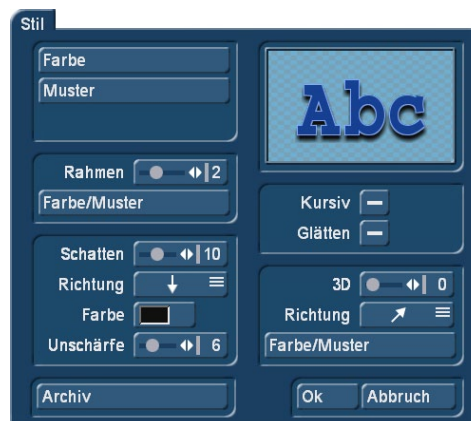 Stil
Farbe
Muster
Abc
Rahmen 2
Farbe/Muster
Kursiv
Glätten
Schatten 10
Richtung
Farbe
Unschärfe 6
3D 0
Richtung
Farbe/Muster
Archiv
Ok Abbruch